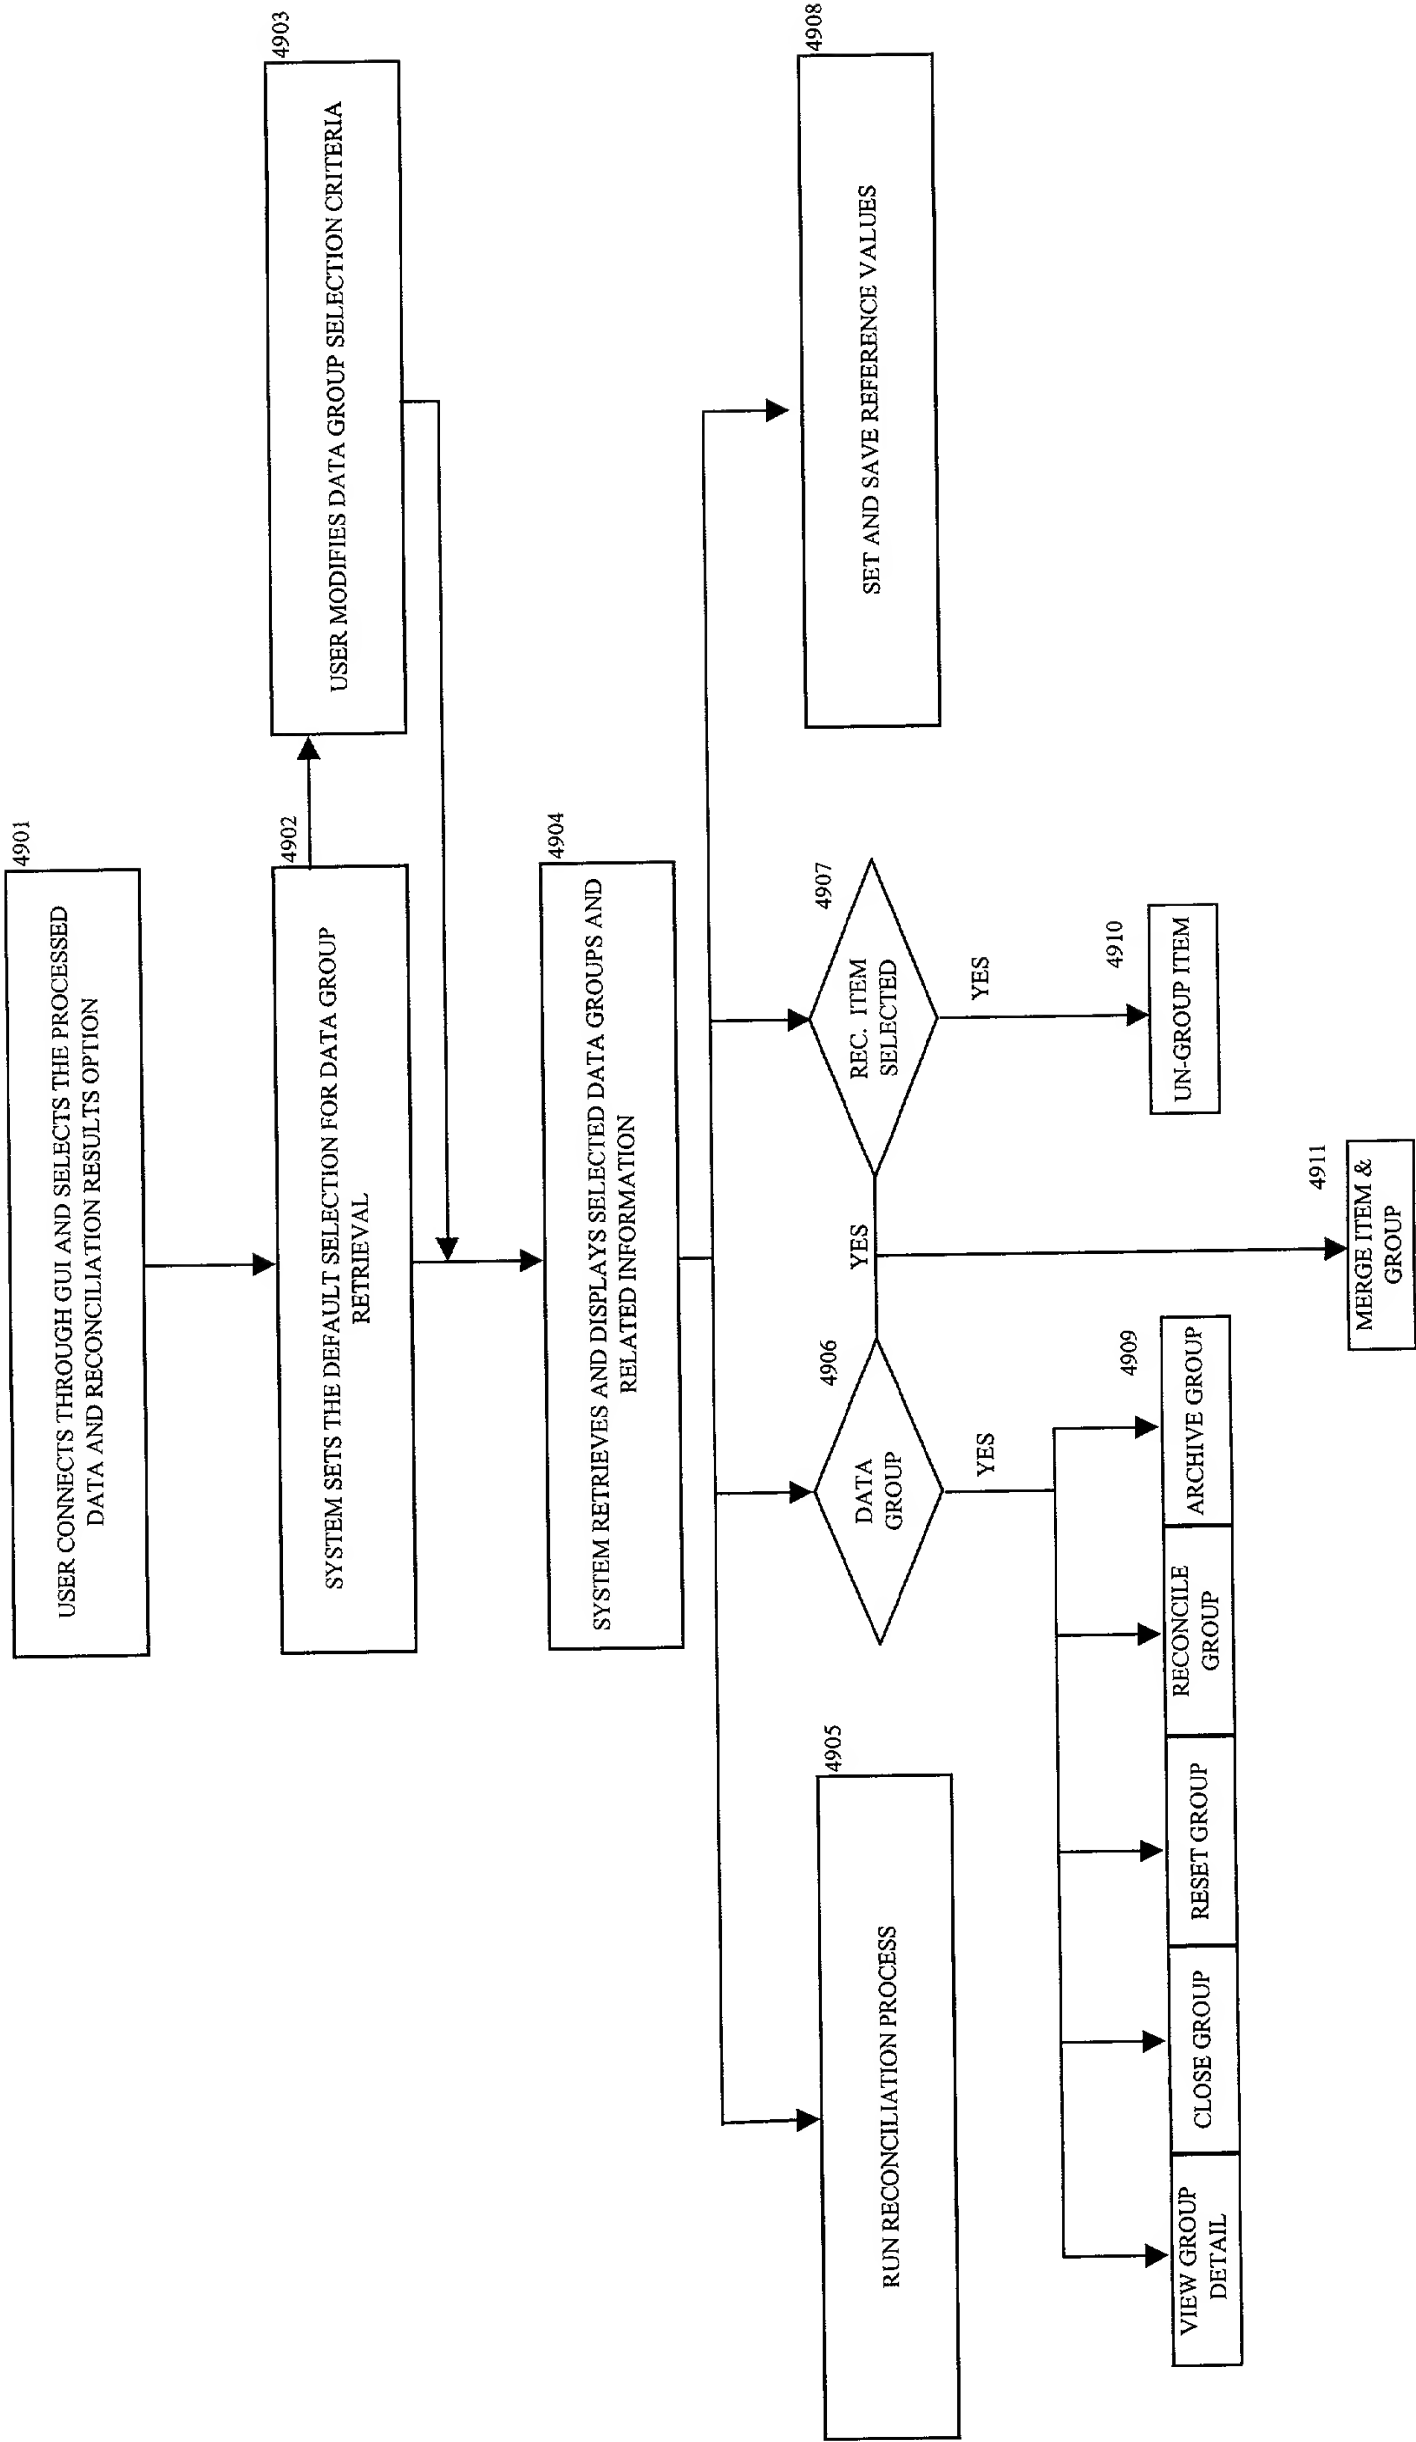 4901
USER CONNECTS THROUGH GUI AND SELECTS THE PROCESSED
DATA AND RECONCILIATION RESULTS OPTION
4902
SYSTEM SETS THE DEFAULT SELECTION FOR DATA GROUP
RETRIEVAL
4903
USER MODIFIES DATA GROUP SELECTION CRITERIA
4904
SYSTEM RETRIEVES AND DISPLAYS SELECTED DATA GROUPS AND
RELATED INFORMATION
4905
RUN RECONCILIATION PROCESS
4906
DATA
GROUP
YES
4907
REC. ITEM
SELECTED
YES
4908
SET AND SAVE REFERENCE VALUES
YES
4909
VIEW GROUP
DETAIL
CLOSE GROUP
RESET GROUP
RECONCILE
GROUP
ARCHIVE GROUP
4910
UN-GROUP ITEM
4911
MERGE ITEM &
GROUP